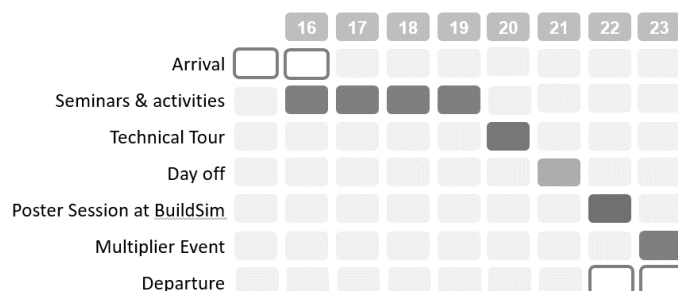 16 17 18 19 20 21 22 23
Arrival
Seminars & activities
Technical Tour
Day off
Poster Session at BuildSim
Multiplier Event
Departure